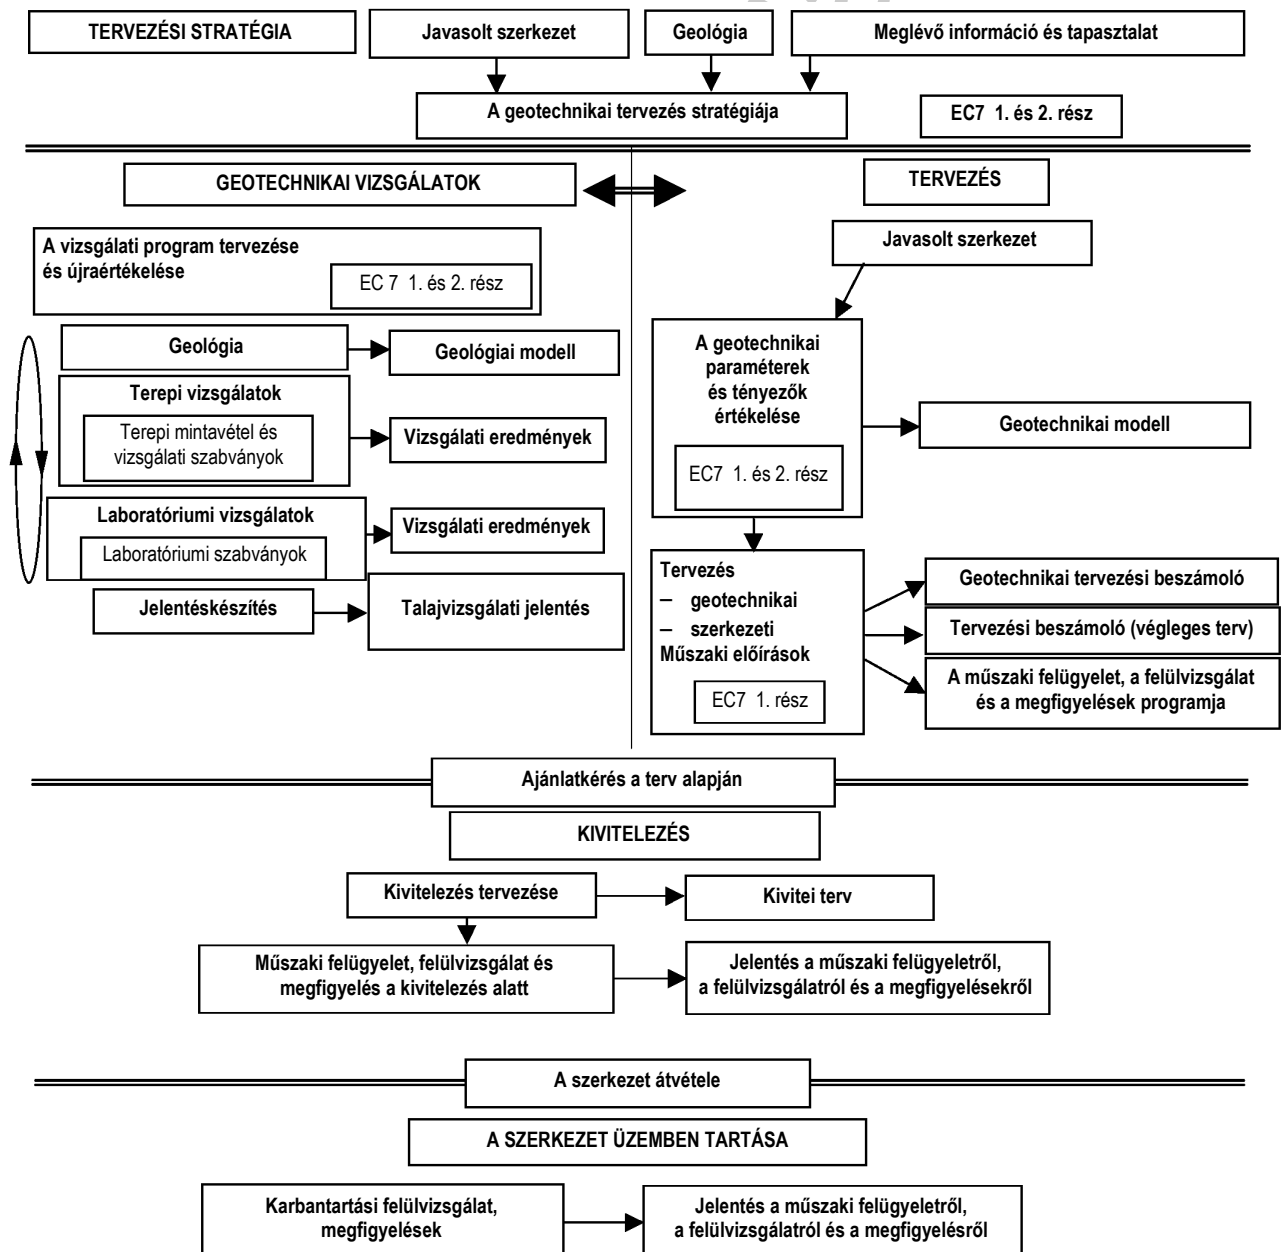 TERVEZÉSI STRATÉGIA
Javasolt szerkezet
Geológia
Meglévő információ és tapasztalat
A geotechnikai tervezés stratégiája
EC7 1. és 2. rész
GEOTECHNIKAI VIZSGÁLATOK
TERVEZÉS
A vizsgálati program tervezése
és újraértékelése
EC 7 1. és 2. rész
Geológia
Geológiai modell
Terepi vizsgálatok
Terepi mintavétel és
vizsgálati szabványok
Vizsgálati eredmények
Laboratóriumi vizsgálatok
Laboratóriumi szabványok
Vizsgálati eredmények
Jelentéskészítés
Talajvizsgálati jelentés
Javasolt szerkezet
A geotechnikai
paraméterek
és tényezők
értékelése
EC7 1. és 2. rész
Geotechnikai modell
Tervezés
– geotechnikai
– szerkezeti
Műszaki előírások
EC7 1. rész
Geotechnikai tervezési beszámoló
Tervezési beszámoló (végleges terv)
A műszaki felügyelet, a felülvizsgálat
és a megfigyelések programja
Ajánlatkérés a terv alapján
KIVITELEZÉS
Kivitelezés tervezése
Kivitei terv
Műszaki felügyelet, felülvizsgálat és
megfigyelés a kivitelezés alatt
Jelentés a műszaki felügyeletről,
a felülvizsgálatról és a megfigyelésekről
A szerkezet átvétele
A SZERKEZET ÜZEMBEN TARTÁSA
Karbantartási felülvizsgálat,
megfigyelések
Jelentés a műszaki felügyeletről,
a felülvizsgálatról és a megfigyelésről